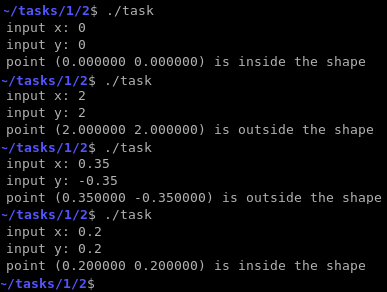 ~/tasks/1/2$ ./task
input x: 0
input y: 0
point (0.000000 0.000000) is inside the shape
~/tasks/1/2$ ./task
input x: 2
input y: 2
point (2.000000 2.000000) is outside the shape
~/tasks/1/2$ ./task
input x: 0.35
input y: -0.35
point (0.350000 -0.350000) is outside the shape
~/tasks/1/2$ ./task
input x: 0.2
input y: 0.2
point (0.200000 0.200000) is inside the shape
~/tasks/1/2$